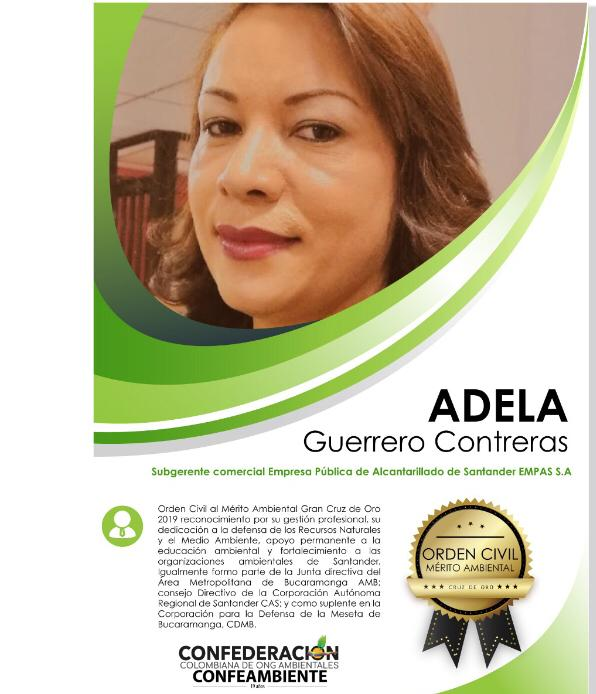 ADELA
Guerrero Contreras
Subgerente comercial Empresa Pública de Alcantarillado de Santander EMPAS S.A
Orden Civil al Mérito Ambiental Gran Cruz de Oro
2019 reconocimiento por su gestión profesional, su
dedicación a la defensa de los Recursos Naturales
y el Medio Ambiente, apoyo permanente a la
educación ambiental y fortalecimiento a las
organizaciones ambientales de Santander,
Igualmente formo parte de la Junta directiva del
Área Metropolitana de Bucaramanga AMB;
consejo Directivo de la Corporación Autónoma
Regional de Santander CAS; y como suplente en la
Corporación para la Defensa de la Meseta de
Bucaramanga, CDMB.
ORDEN CIVIL
MÉRITO AMBIENTAL
CRUZ DE ORO
CONFEDERACIÓN
COLOMBIANA DE ONG AMBIENTALES
CONFEAMBIENTE